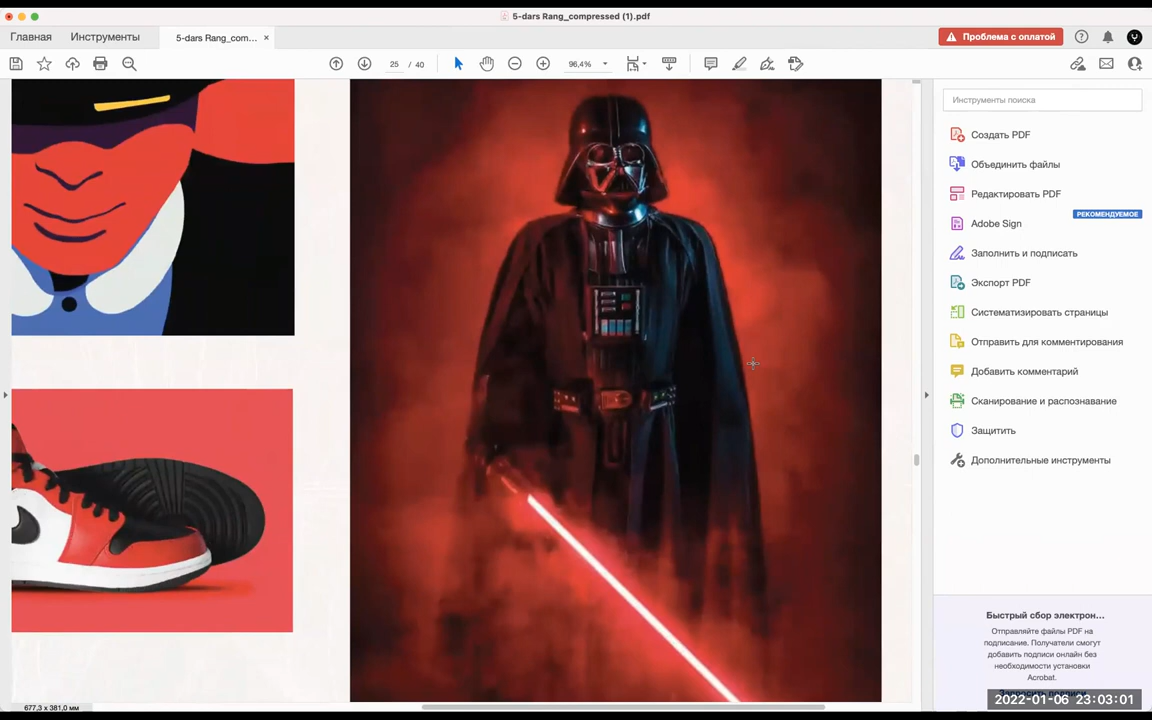 5-dars Rang_compressed (1).pdf
Главная
Инструменты
5-dars Rang_com...
×
Проблема с оплатой
25 / 40
96,4%
Инструменты поиска
Создать PDF
Объединить файлы
Редактировать PDF
РЕКОМЕНДУЕМОЕ
Adobe Sign
Заполнить и подписать
Экспорт PDF
Систематизировать страницы
Отправить для комментирования
Добавить комментарий
Сканирование и распознавание
Защитить
Дополнительные инструменты
Быстрый сбор электрон...
Отправляйте файлы PDF на
подписание. Получатели смогут
добавить подписи онлайн без
необходимости установки
Acrobat.
Запросить подписи
2022-01-06 23:03:01
677,3 x 381,0 мм